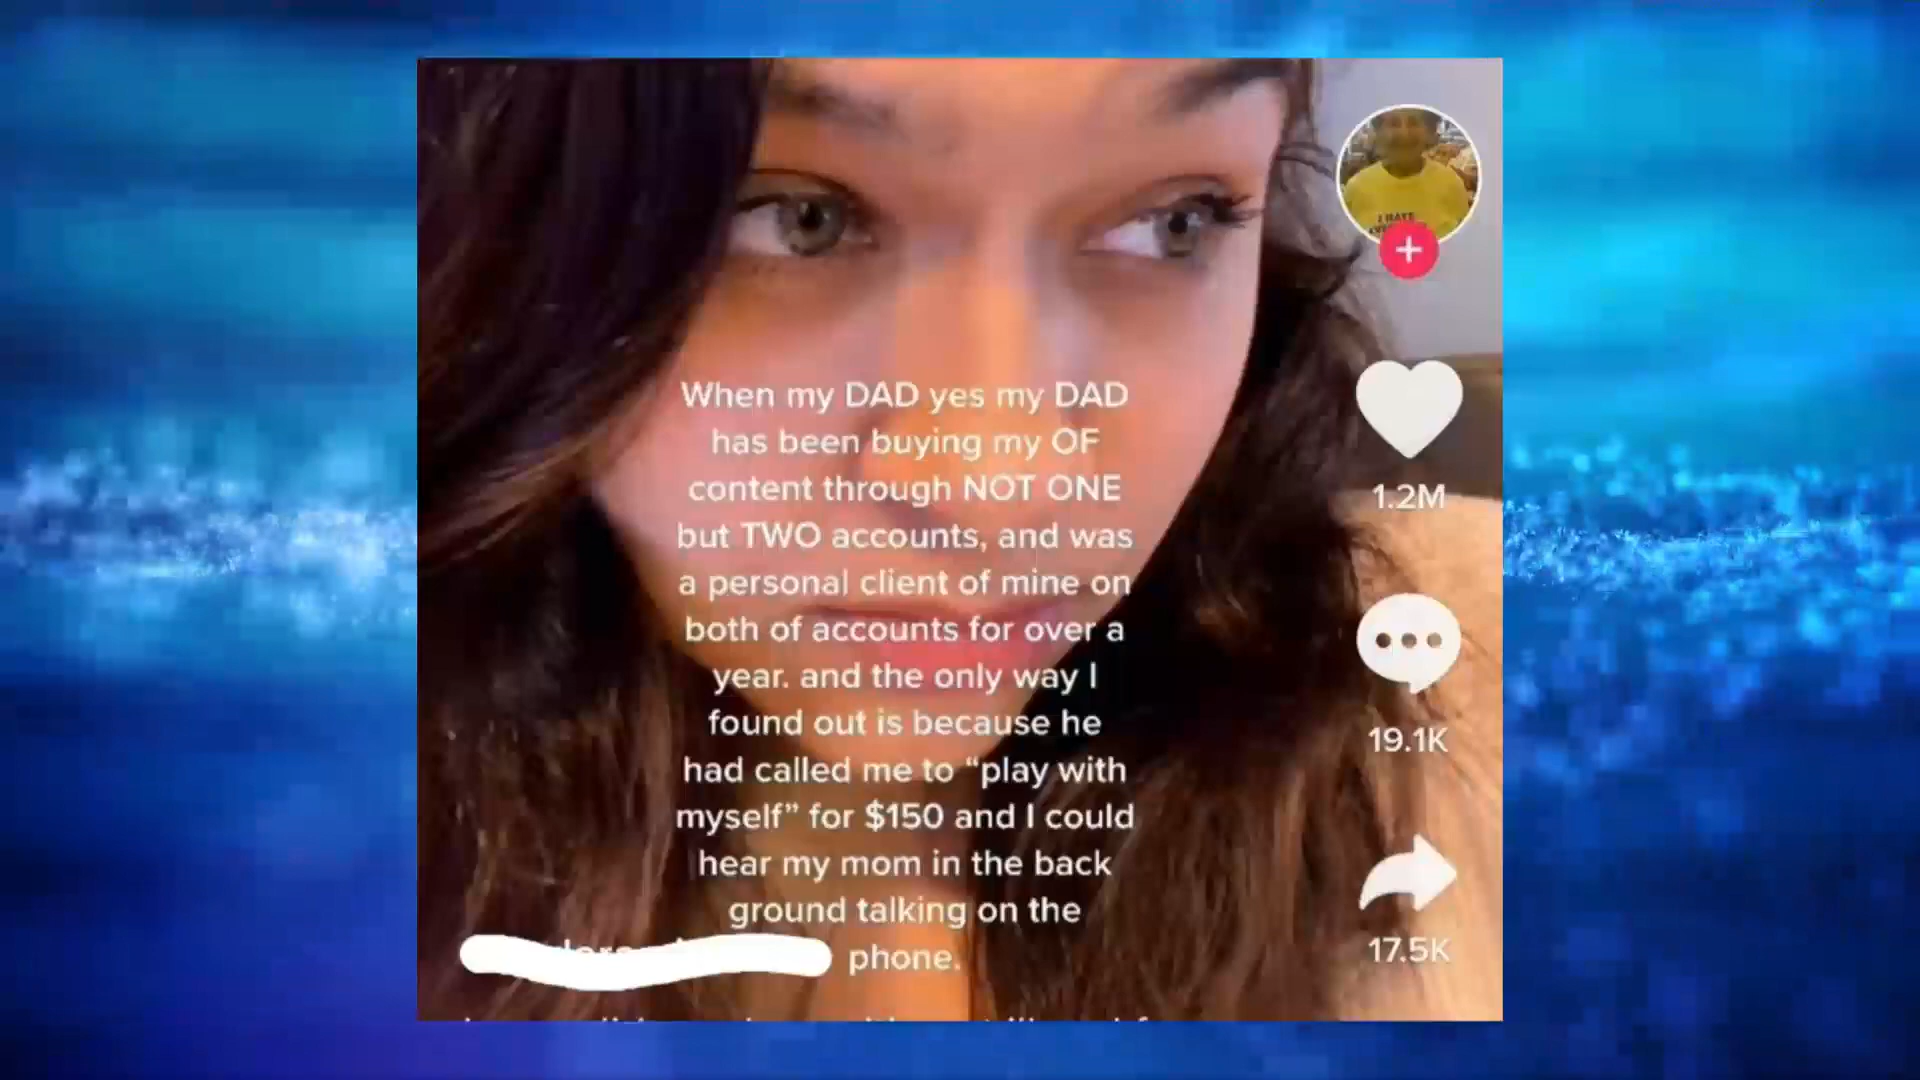 When my DAD yes my DAD
has been buying my OF
content through NOT ONE
but TWO accounts, and was
a personal client of mine on
both of accounts for over a
year. and the only way I
found out is because he
had called me to “play with
myself” for $150 and I could
hear my mom in the back
ground talking on the
phone.
I HATE
1.2M
19.1K
17.5K